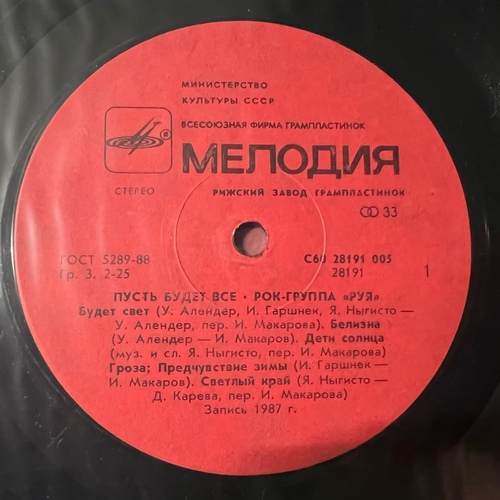 МИНИСТЕРСТВО
КУЛЬТУРЫ СССР
ВСЕСОЮЗНАЯ ФИРМА ГРАМПЛАСТИНОК
®
МЕЛОДИЯ
СТЕРЕО
РИЖСКИЙ ЗАВОД ГРАМПЛАСТИНОК
33
ГОСТ 5289-88
С60 28191 005
Гр. 3. 2-25
28191
1
ПУСТЬ БУДЕТ ВСЕ · РОК-ГРУППА «РУЯ»
Будет свет (У. Алендар, И. Гаршнек, Я. Ныгисто —
У. Алендер, пер. И. Макарова). Белизна
(У. Алендер — И. Макаров). Дети солнца
(муз. и сл. Я. Ныгисто, пер. И. Макарова)
Гроза; Предчувствие зимы (И. Гаршнек —
И. Макаров). Светлый край (Я. Ныгисто —
Д. Карева, пер. И. Макарова)
Запись 1987 г.